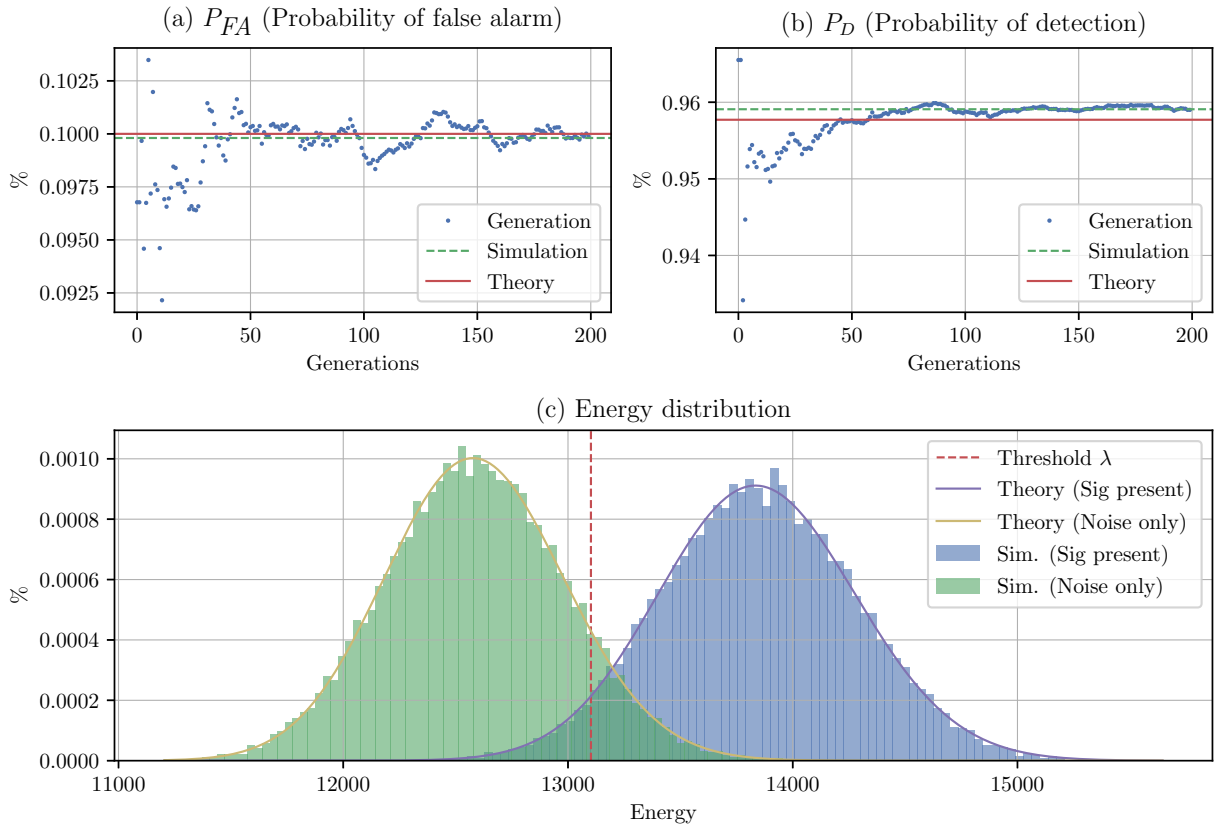 (a) P_FA (Probability of false alarm)
0.1025
0.1000
0.0975
0.0950
0.0925
%
0 50 100 150 200
Generations
Generation
Simulation
Theory
(b) P_D (Probability of detection)
0.96
0.95
0.94
%
0 50 100 150 200
Generations
Generation
Simulation
Theory
(c) Energy distribution
0.0010
0.0008
0.0006
0.0004
0.0002
0.0000
%
11000 12000 13000 14000 15000
Energy
Threshold λ
Theory (Sig present)
Theory (Noise only)
Sim. (Sig present)
Sim. (Noise only)